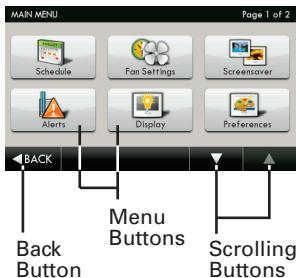 MAIN MENU Page 1 of 2
Schedule Fan Settings Screensaver
Alerts Display Preferences
BACK
Menu
Buttons
Back
Button
Scrolling
Buttons